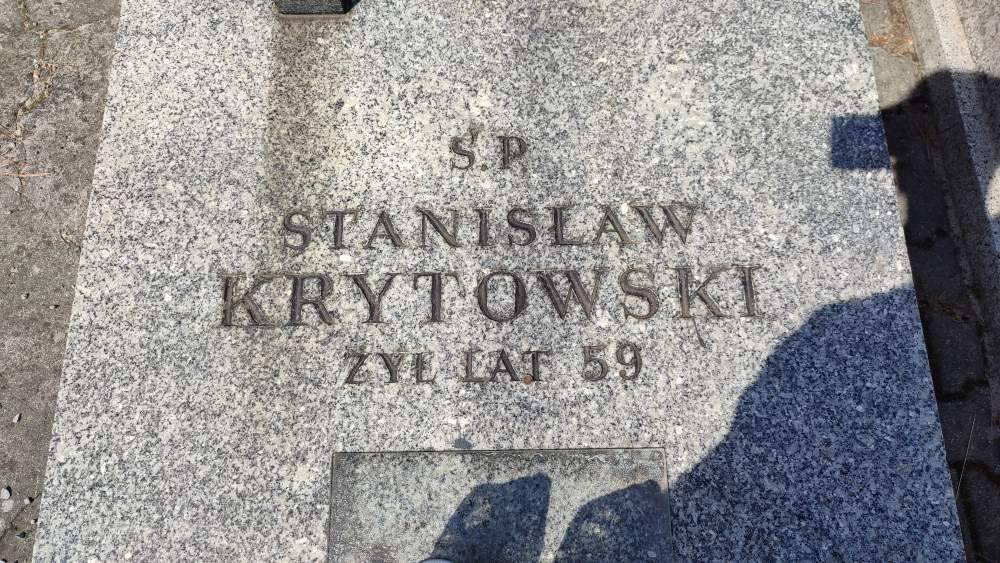 Ś.P.
STANISŁAW
KRYTOWSKI
ŻYŁ LAT 59